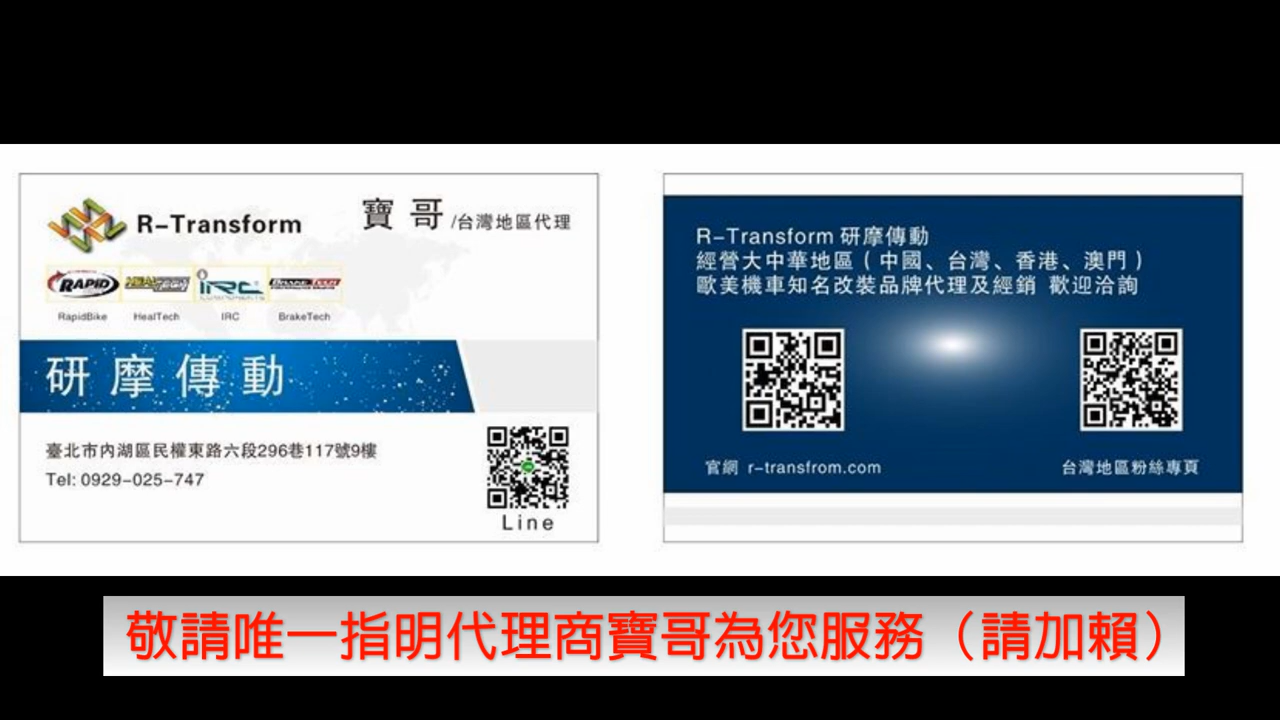 R-Transform
寶哥/台灣地區代理
RAPID
HEALTECH
iRC
COMPONENTS
BRAKETECH
RapidBike HealTech IRC BrakeTech
研摩傳動
臺北市內湖區民權東路六段296巷117號9樓
Tel: 0929-025-747
Line
R-Transform 研摩傳動
經營大中華地區(中國、台灣、香港、澳門)
歐美機車知名改裝品牌代理及經銷 歡迎洽詢
官網 r-transfrom.com
台灣地區粉絲專頁
敬請唯一指明代理商寶哥為您服務(請加賴)